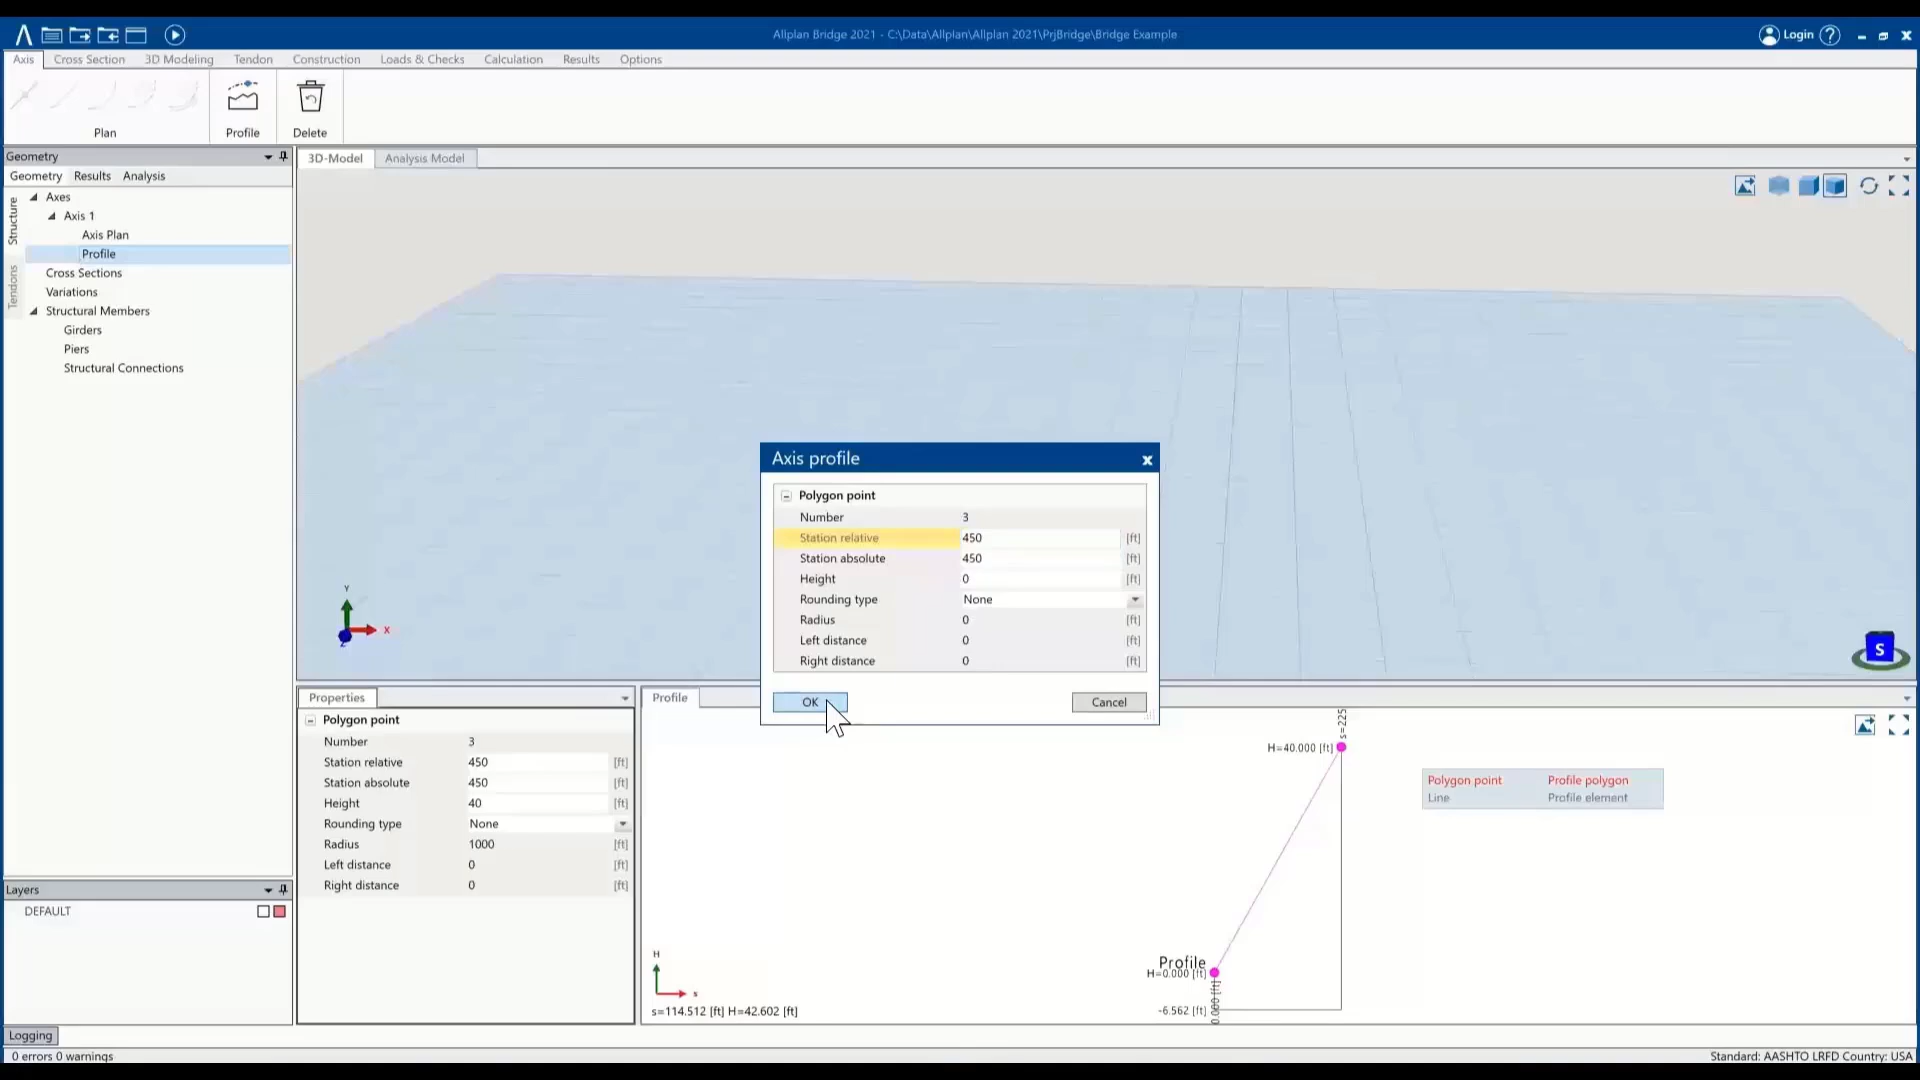 Allplan Bridge 2021 - C:\Data\Allplan\Allplan 2021\PrjBridge\Bridge Example
Login
Axis Cross Section 3D Modeling Tendon Construction Loads & Checks Calculation Results Options
Plan Profile Delete
Geometry
Geometry Results Analysis
Structure
Tendons
Axes
Axis 1
Axis Plan
Profile
Cross Sections
Variations
Structural Members
Girders
Piers
Structural Connections
Layers
DEFAULT
3D-Model Analysis Model
Y
X
Z
S
Axis profile
Polygon point
Number 3
Station relative 450 [ft]
Station absolute 450 [ft]
Height 0 [ft]
Rounding type None
Radius 0 [ft]
Left distance 0 [ft]
Right distance 0 [ft]
OK Cancel
Properties
Polygon point
Number 3
Station relative 450 [ft]
Station absolute 450 [ft]
Height 40 [ft]
Rounding type None
Radius 1000 [ft]
Left distance 0 [ft]
Right distance 0 [ft]
Profile
s=225
H=40.000 [ft]
Polygon point Profile polygon
Line Profile element
Profile
H=0.000 [ft]
-6.562 [ft]
0.000 [ft]
H
s
s=114.512 [ft] H=42.602 [ft]
Logging
0 errors 0 warnings
Standard: AASHTO LRFD Country: USA